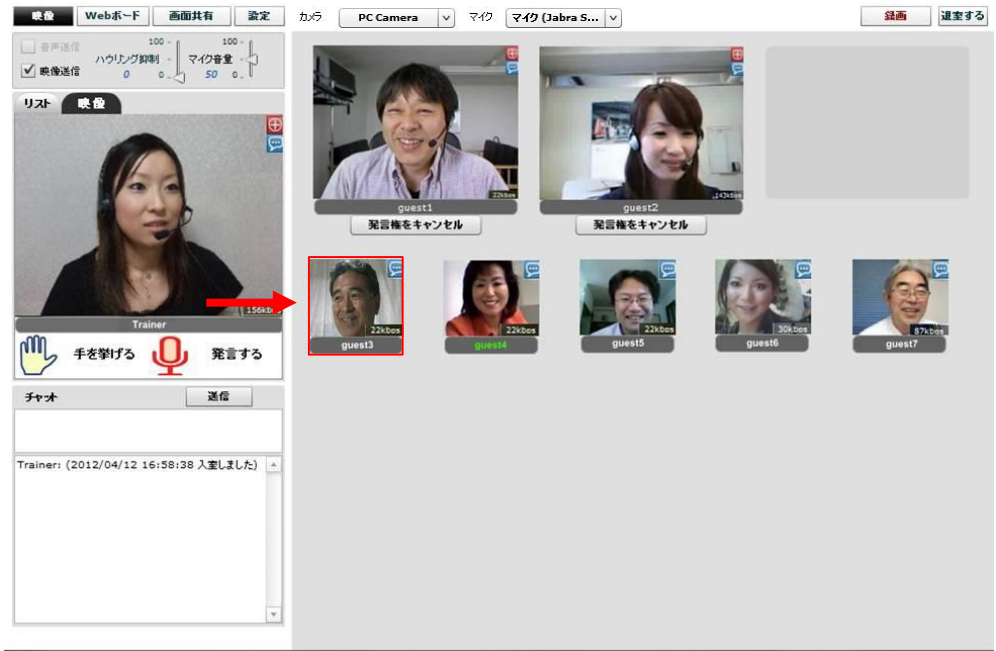 映像 Webボード 画面共有 設定 カメラ PC Camera マイク マイク (Jabra S... 録画 退室する
音声送信
映像送信
ハウリング抑制
100
0
0
マイク音量
100
50
0
リスト 映像
156kbps
Trainer
手を挙げる 発言する
チャット 送信
Trainer: (2012/04/12 16:58:38 入室しました)
22kbps
guest1
発言権をキャンセル
143kbps
guest2
発言権をキャンセル
22kbps
guest3
22kbps
guest4
22kbps
guest5
30kbps
guest6
87kbps
guest7